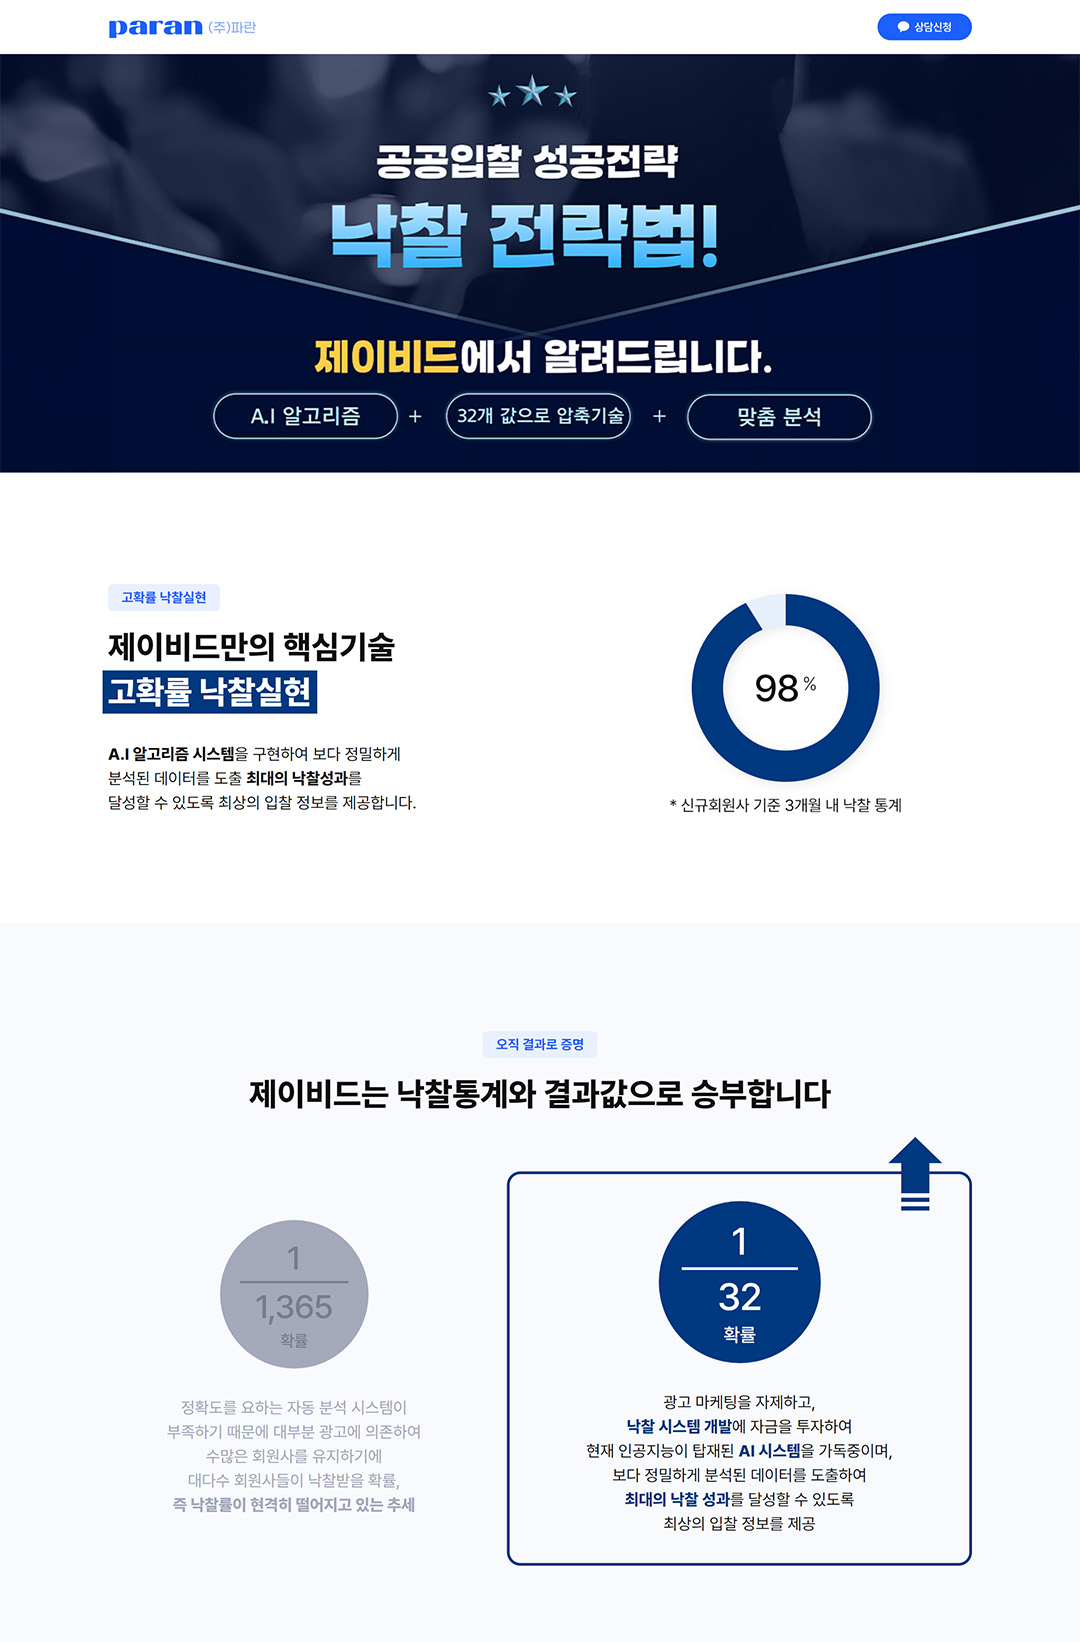 paran (주)파란
상담신청
공공입찰 성공전략
낙찰 전략법!
제이비드에서 알려드립니다.
A.I 알고리즘 + 32개 값으로 압축기술 + 맞춤 분석
고확률 낙찰실현
제이비드만의 핵심기술
고확률 낙찰실현
A.I 알고리즘 시스템을 구현하여 보다 정밀하게
분석된 데이터를 도출 최대의 낙찰성과를
달성할 수 있도록 최상의 입찰 정보를 제공합니다.
98%
* 신규회원사 기준 3개월 내 낙찰 통계
오직 결과로 증명
제이비드는 낙찰통계와 결과값으로 승부합니다
1
1,365
확률
정확도를 요하는 자동 분석 시스템이
부족하기 때문에 대부분 광고에 의존하여
수많은 회원사를 유지하기에
대다수 회원사들이 낙찰받을 확률,
즉 낙찰률이 현격히 떨어지고 있는 추세
1
32
확률
광고 마케팅을 자제하고,
낙찰 시스템 개발에 자금을 투자하여
현재 인공지능이 탑재된 AI 시스템을 가독중이며,
보다 정밀하게 분석된 데이터를 도출하여
최대의 낙찰 성과를 달성할 수 있도록
최상의 입찰 정보를 제공